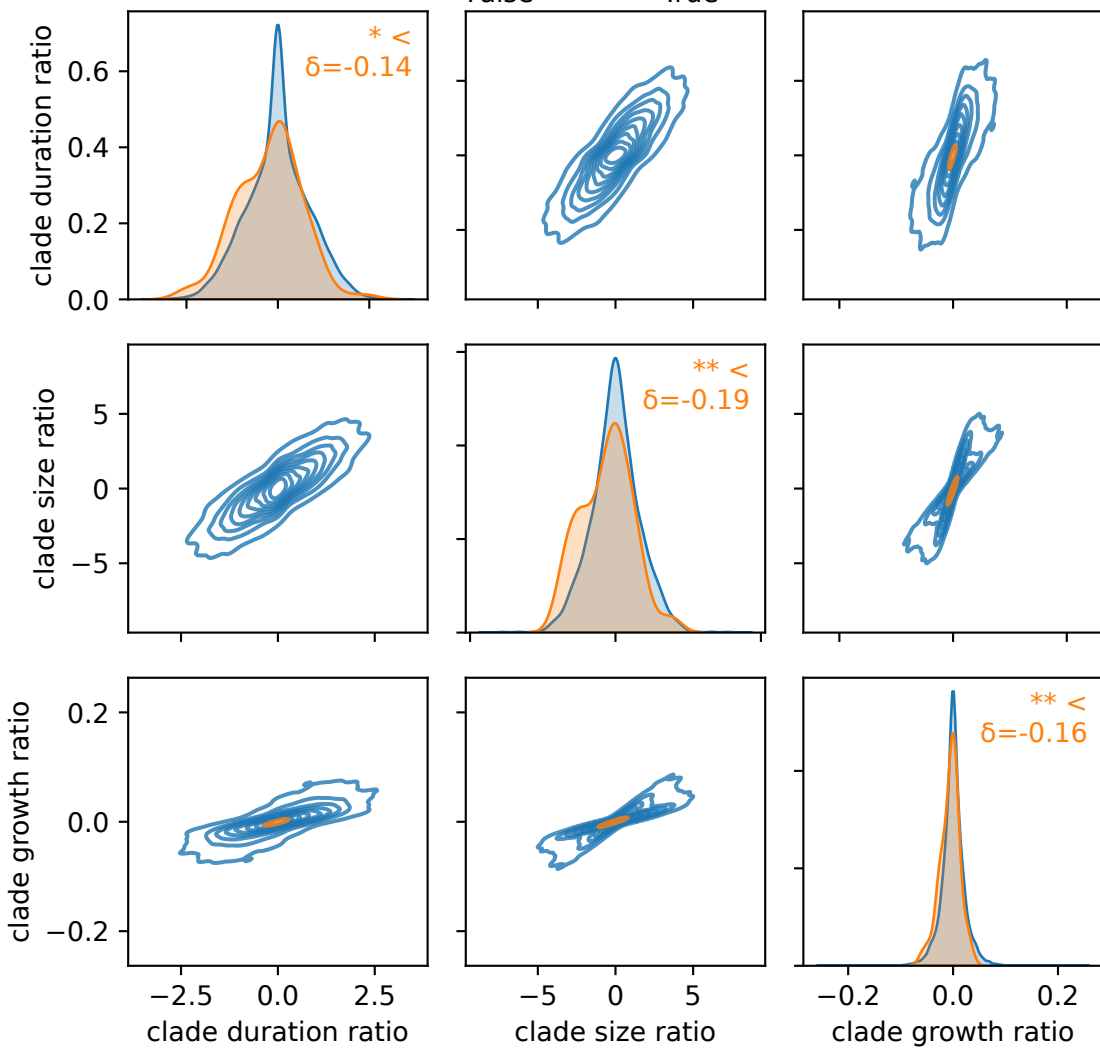 clade duration ratio
0.6
0.4
0.2
0.0
* <
δ=-0.14
clade size ratio
5
0
−5
** <
δ=-0.19
clade growth ratio
0.2
0.0
−0.2
** <
δ=-0.16
−2.5 0.0 2.5
−5 0 5
−0.2 0.0 0.2
clade duration ratio
clade size ratio
clade growth ratio